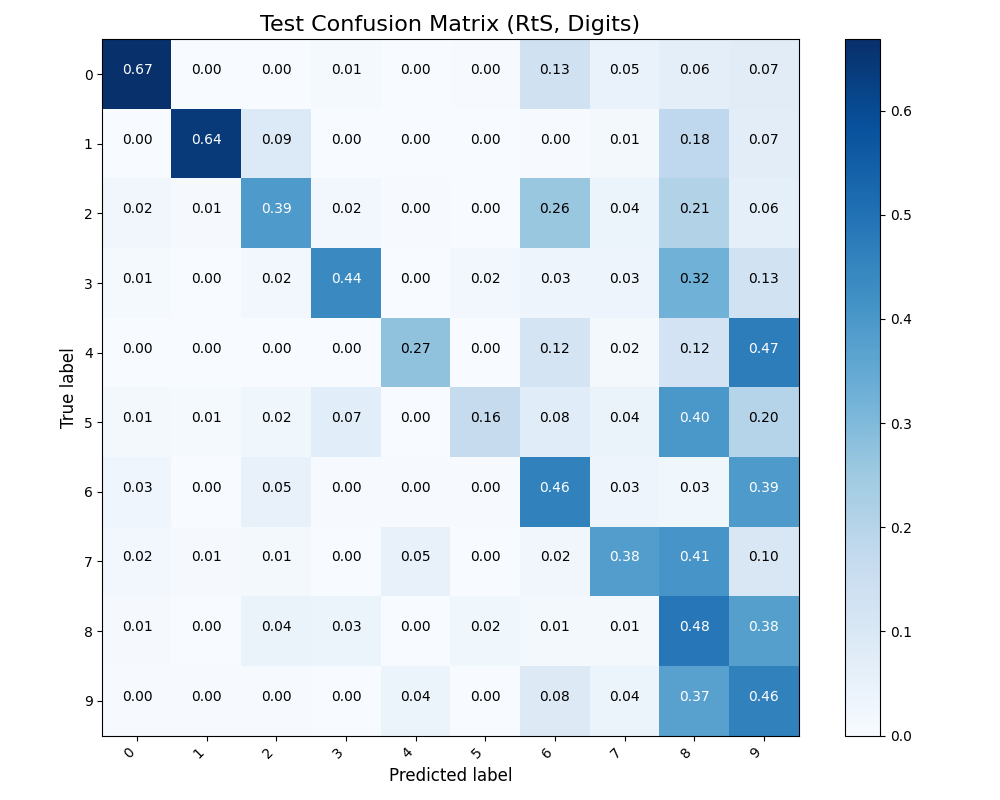 Test Confusion Matrix (RtS, Digits)
0 0.67 0.00 0.00 0.01 0.00 0.00 0.13 0.05 0.06 0.07
1 0.00 0.64 0.09 0.00 0.00 0.00 0.00 0.01 0.18 0.07
2 0.02 0.01 0.39 0.02 0.00 0.00 0.26 0.04 0.21 0.06
3 0.01 0.00 0.02 0.44 0.00 0.02 0.03 0.03 0.32 0.13
4 0.00 0.00 0.00 0.00 0.27 0.00 0.12 0.02 0.12 0.47
5 0.01 0.01 0.02 0.07 0.00 0.16 0.08 0.04 0.40 0.20
6 0.03 0.00 0.05 0.00 0.00 0.00 0.46 0.03 0.03 0.39
7 0.02 0.01 0.01 0.00 0.05 0.00 0.02 0.38 0.41 0.10
8 0.01 0.00 0.04 0.03 0.00 0.02 0.01 0.01 0.48 0.38
9 0.00 0.00 0.00 0.00 0.04 0.00 0.08 0.04 0.37 0.46
0 1 2 3 4 5 6 7 8 9
Predicted label
True label
0.6
0.5
0.4
0.3
0.2
0.1
0.0